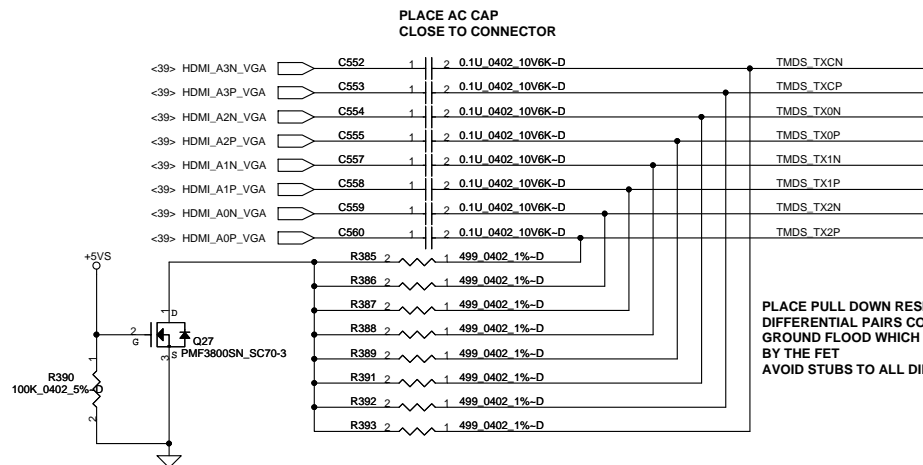 PLACE AC CAP
CLOSE TO CONNECTOR
<39> HDMI_A3N_VGA C552 1 2 0.1U_0402_10V6K~D TMDS_TXCN
<39> HDMI_A3P_VGA C553 1 2 0.1U_0402_10V6K~D TMDS_TXCP
<39> HDMI_A2N_VGA C554 1 2 0.1U_0402_10V6K~D TMDS_TX0N
<39> HDMI_A2P_VGA C555 1 2 0.1U_0402_10V6K~D TMDS_TX0P
<39> HDMI_A1N_VGA C557 1 2 0.1U_0402_10V6K~D TMDS_TX1N
<39> HDMI_A1P_VGA C558 1 2 0.1U_0402_10V6K~D TMDS_TX1P
<39> HDMI_A0N_VGA C559 1 2 0.1U_0402_10V6K~D TMDS_TX2N
<39> HDMI_A0P_VGA C560 1 2 0.1U_0402_10V6K~D TMDS_TX2P
+5VS
R385 2 1 499_0402_1%~D
R386 2 1 499_0402_1%~D
R387 2 1 499_0402_1%~D
R388 2 1 499_0402_1%~D
R389 2 1 499_0402_1%~D
R391 2 1 499_0402_1%~D
R392 2 1 499_0402_1%~D
R393 2 1 499_0402_1%~D
1 D
2 G
3 S
Q27
PMF3800SN_SC70-3
1
R390
100K_0402_5%~D
2
PLACE PULL DOWN RES
DIFFERENTIAL PAIRS CO
GROUND FLOOD WHICH
BY THE FET
AVOID STUBS TO ALL DI